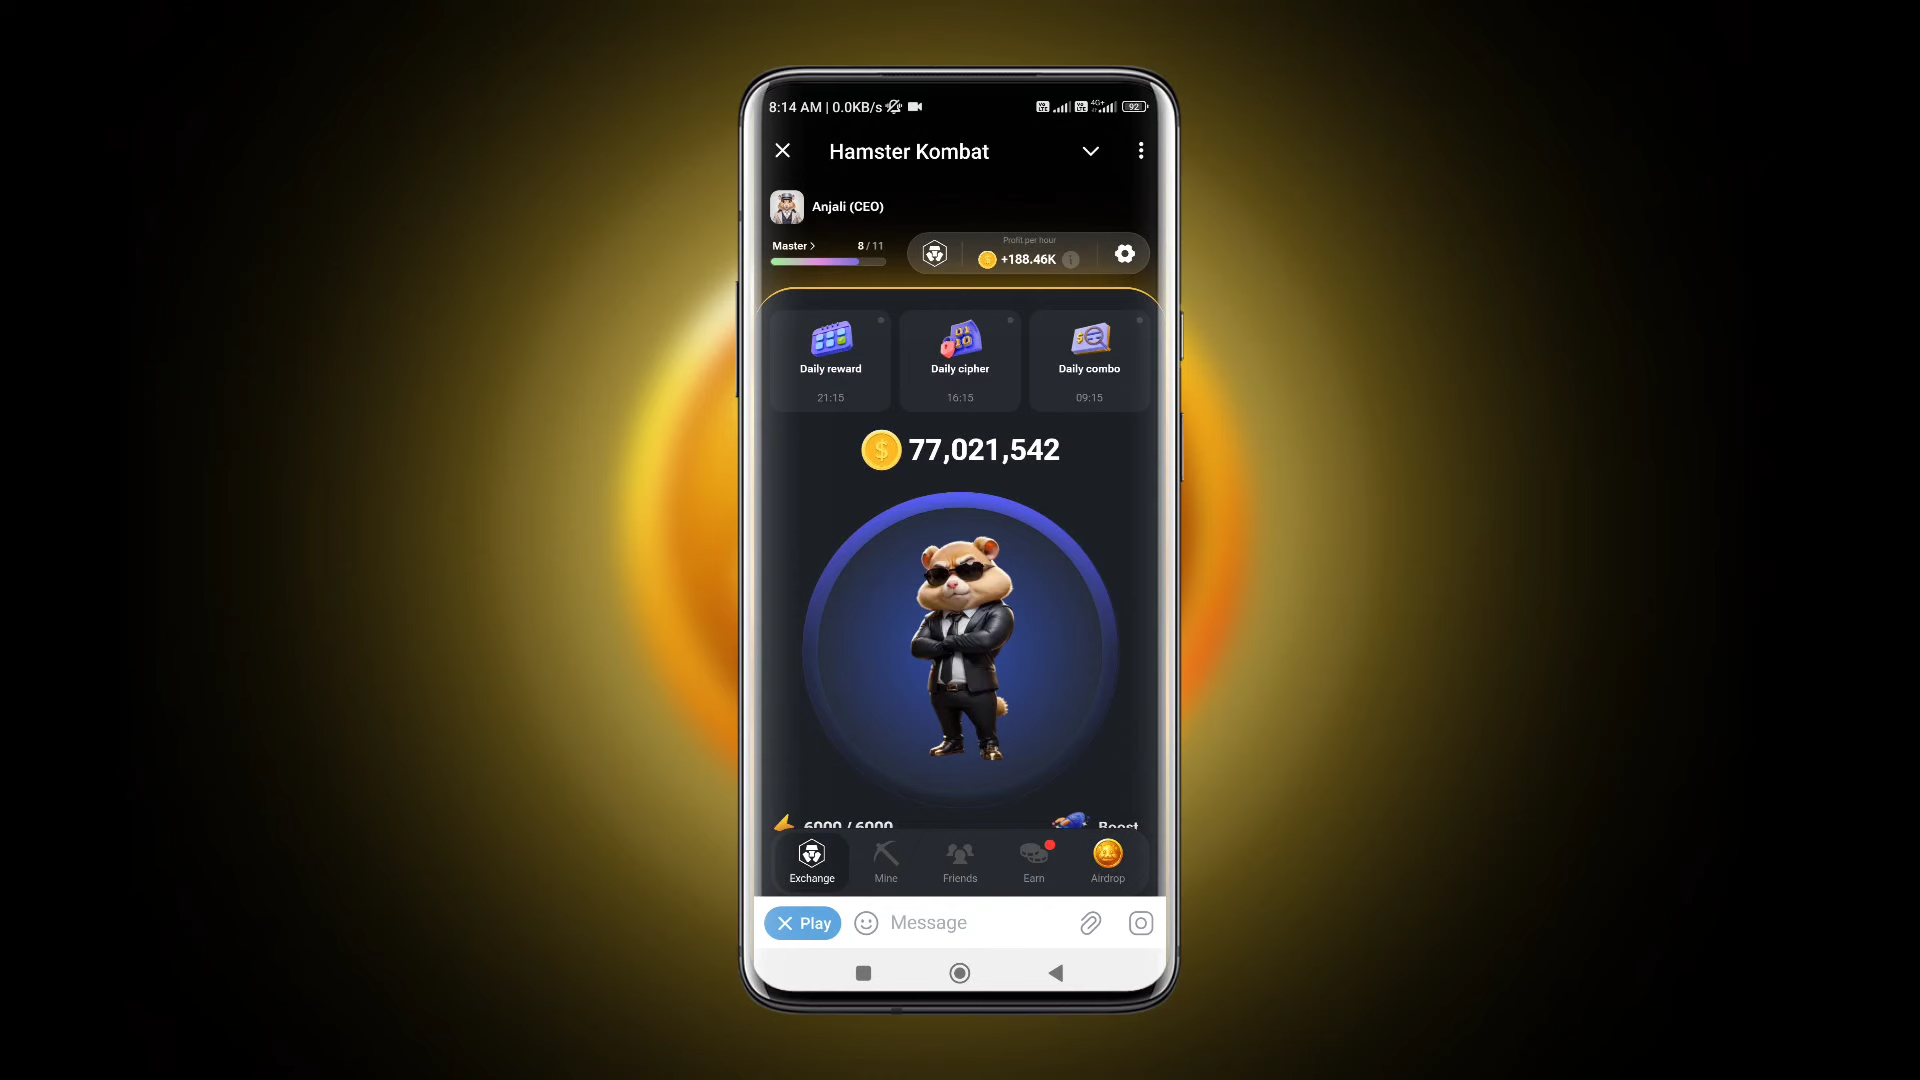 8:14 AM | 0.0KB/s
4G+
92
Hamster Kombat
Anjali (CEO)
Master > 8 / 11
Profit per hour
+188.46K
Daily reward
21:15
Daily cipher
16:15
Daily combo
09:15
77,021,542
6000 / 6000
Boost
Exchange
Mine
Friends
Earn
Airdrop
Play
Message